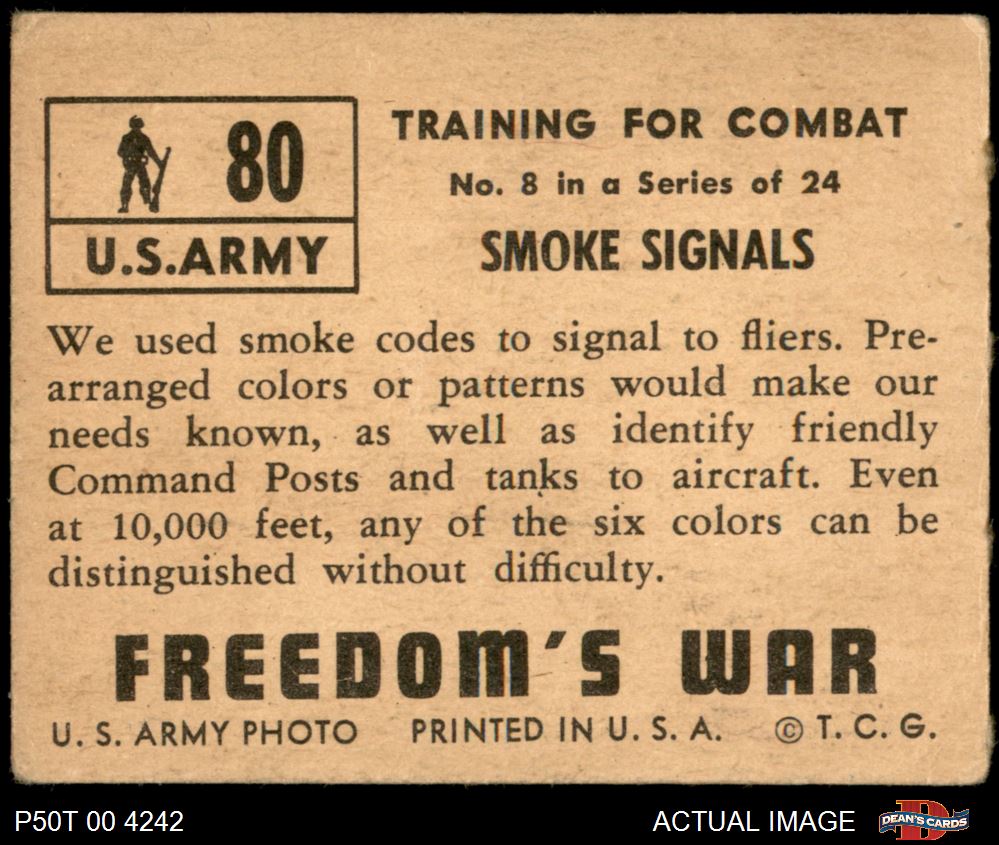 80
U.S.ARMY
TRAINING FOR COMBAT
No. 8 in a Series of 24
SMOKE SIGNALS
We used smoke codes to signal to fliers. Pre-
arranged colors or patterns would make our
needs known, as well as identify friendly
Command Posts and tanks to aircraft. Even
at 10,000 feet, any of the six colors can be
distinguished without difficulty.
FREEDOM'S WAR
U. S. ARMY PHOTO PRINTED IN U. S. A. © T. C. G.
P50T 00 4242 ACTUAL IMAGE D DEAN'S CARDS